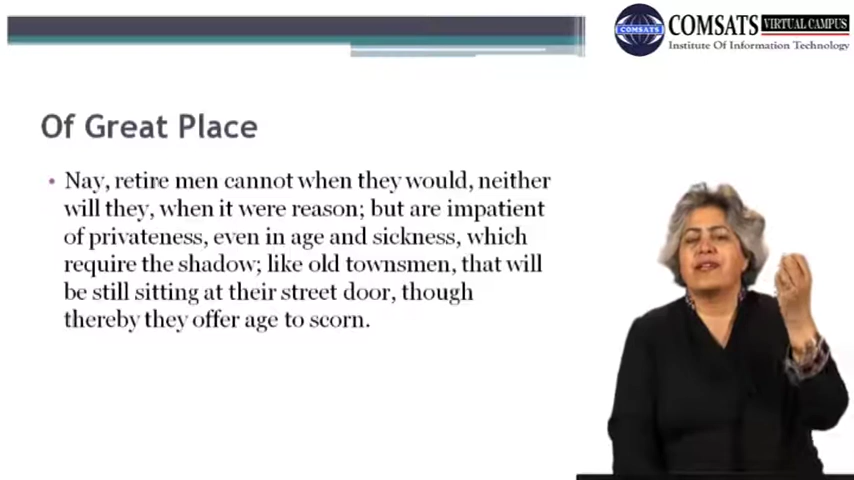 COMSATS VIRTUAL CAMPUS
Institute Of Information Technology
COMSATS
Of Great Place
• Nay, retire men cannot when they would, neither
will they, when it were reason; but are impatient
of privateness, even in age and sickness, which
require the shadow; like old townsmen, that will
be still sitting at their street door, though
thereby they offer age to scorn.